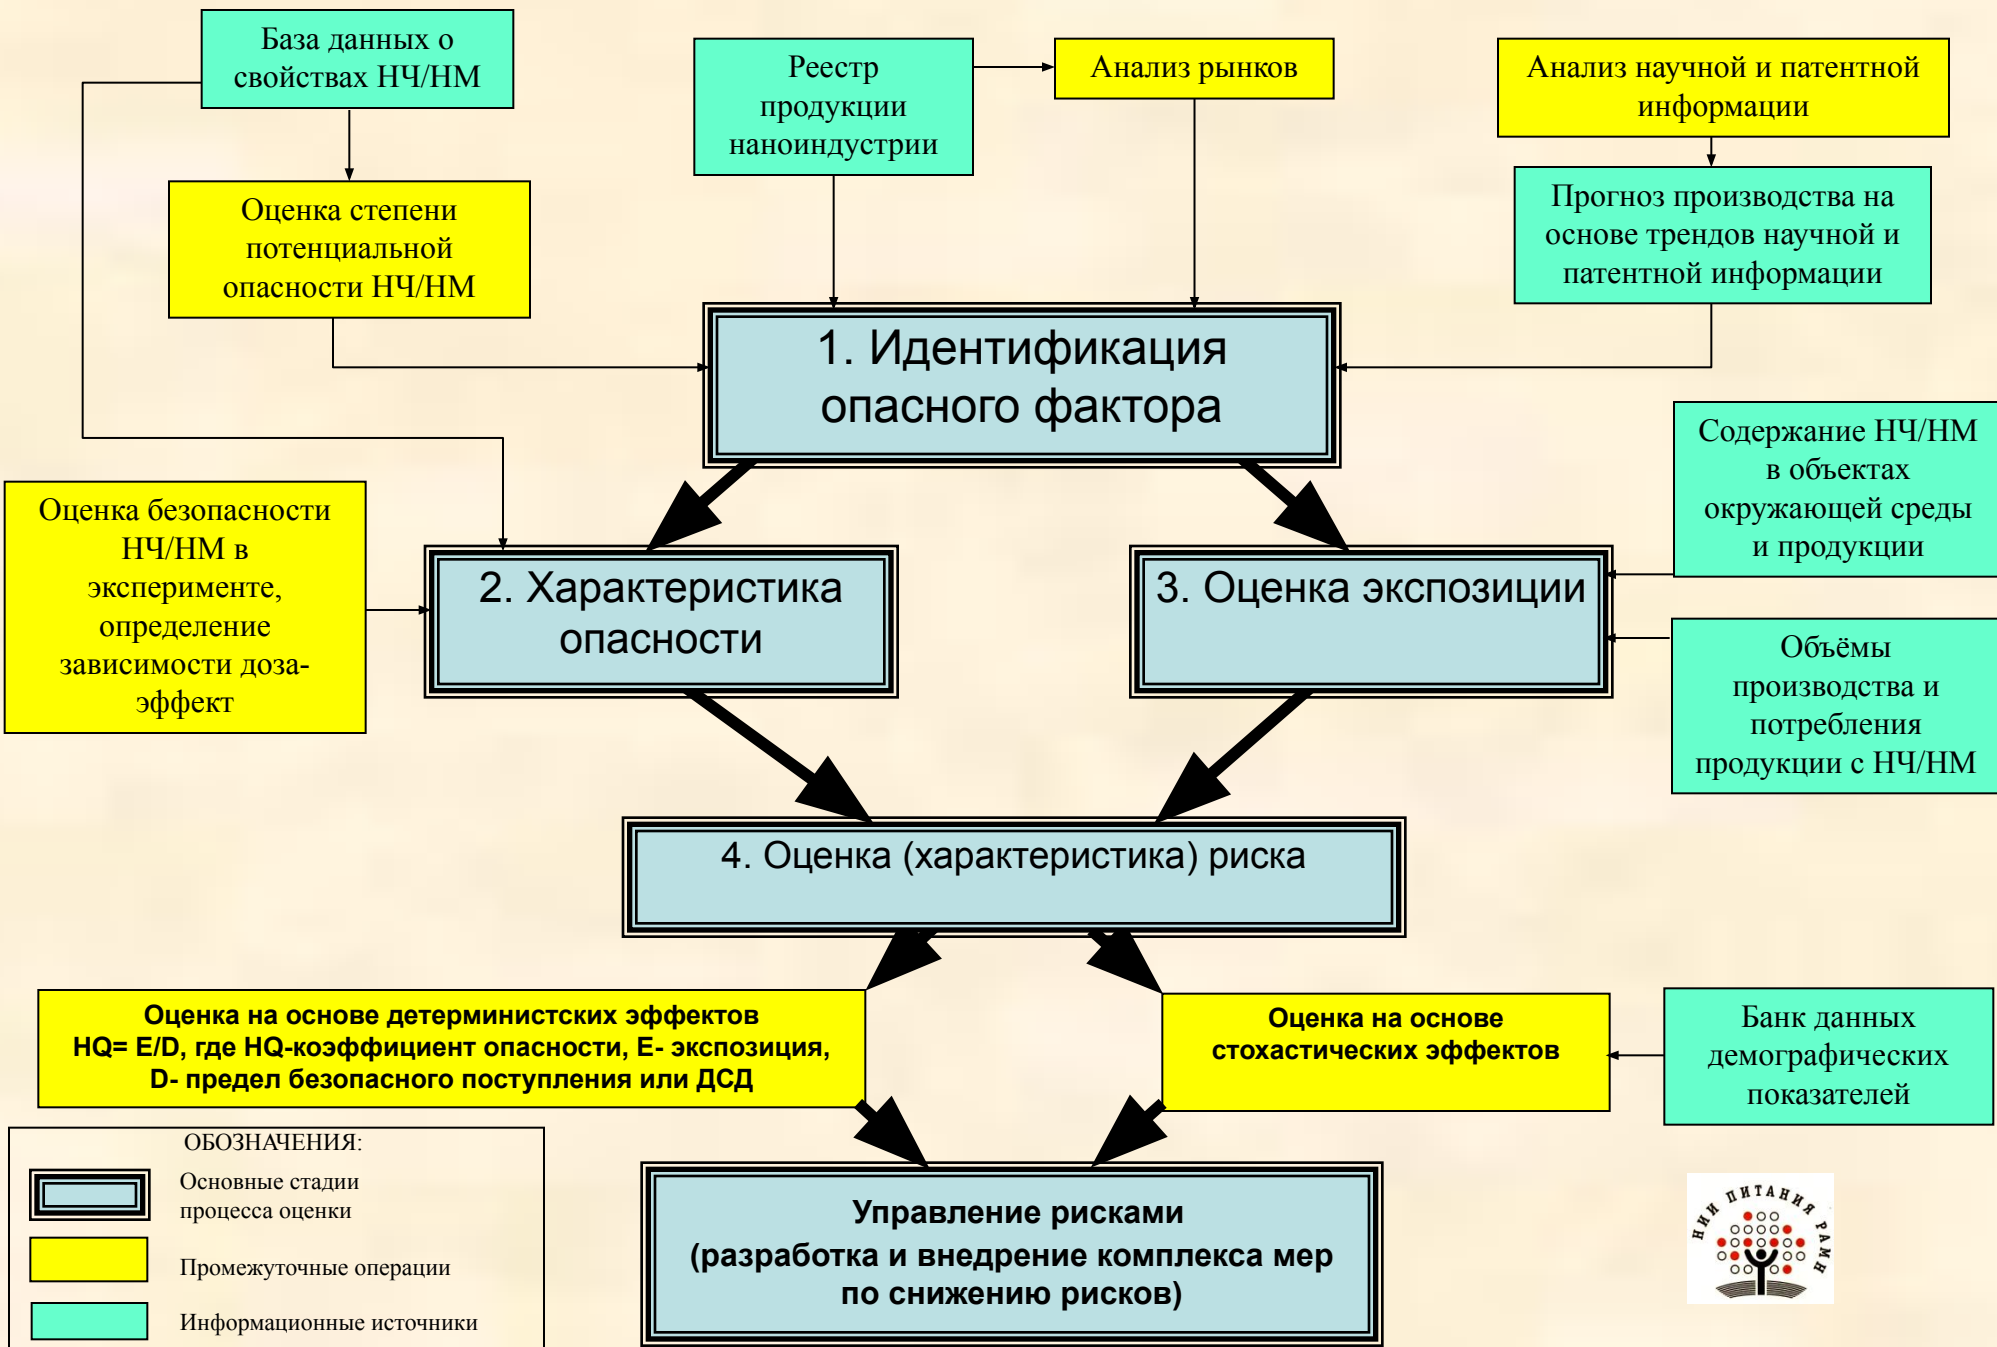 База данных о
свойствах НЧ/НМ
Реестр
продукции
наноиндустрии
Анализ рынков
Анализ научной и патентной
информации
Оценка степени
потенциальной
опасности НЧ/НМ
Прогноз производства на
основе трендов научной и
патентной информации
1. Идентификация
опасного фактора
Содержание НЧ/НМ
в объектах
окружающей среды
и продукции
Оценка безопасности
НЧ/НМ в
эксперименте,
определение
зависимости доза-
эффект
2. Характеристика
опасности
3. Оценка экспозиции
Объёмы
производства и
потребления
продукции с НЧ/НМ
4. Оценка (характеристика) риска
Оценка на основе детерминистских эффектов
HQ= E/D, где HQ-коэффициент опасности, E- экспозиция,
D- предел безопасного поступления или ДСД
Оценка на основе
стохастических эффектов
Банк данных
демографических
показателей
ОБОЗНАЧЕНИЯ:
Основные стадии
процесса оценки
Промежуточные операции
Информационные источники
Управление рисками
(разработка и внедрение комплекса мер
по снижению рисков)
НИИ ПИТАНИЯ РАМН